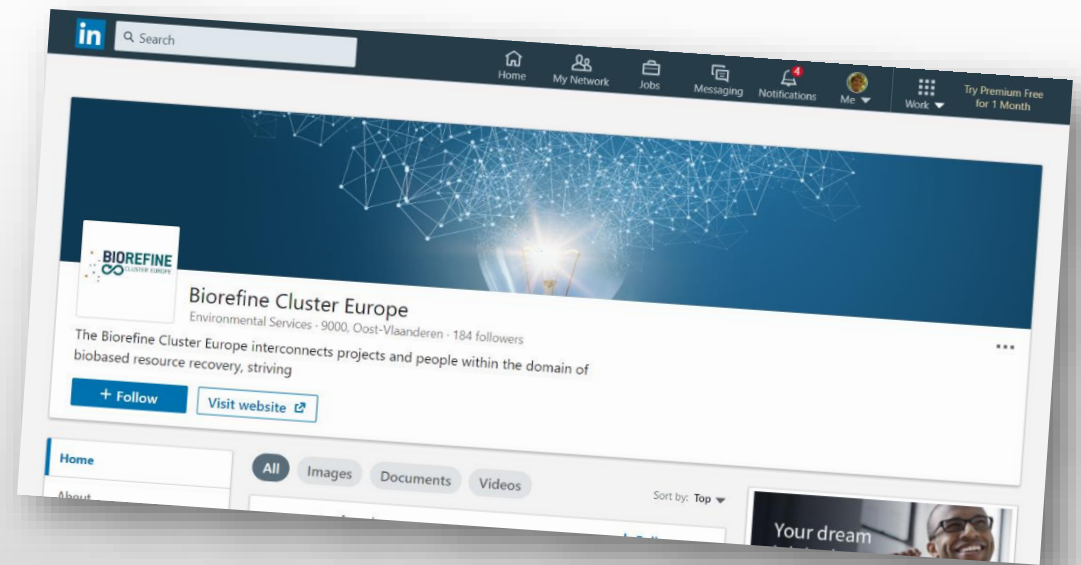 in
Search
Home
My Network
Jobs
Messaging
4
Notifications
Me
Work
Try Premium Free
for 1 Month
BIOREFINE
CLUSTER EUROPE
Biorefine Cluster Europe
Environmental Services · 9000, Oost-Vlaanderen · 184 followers
The Biorefine Cluster Europe interconnects projects and people within the domain of
biobased resource recovery, striving
...
+ Follow
Visit website
Home
About
All
Images
Documents
Videos
Sort by: Top
Your dream